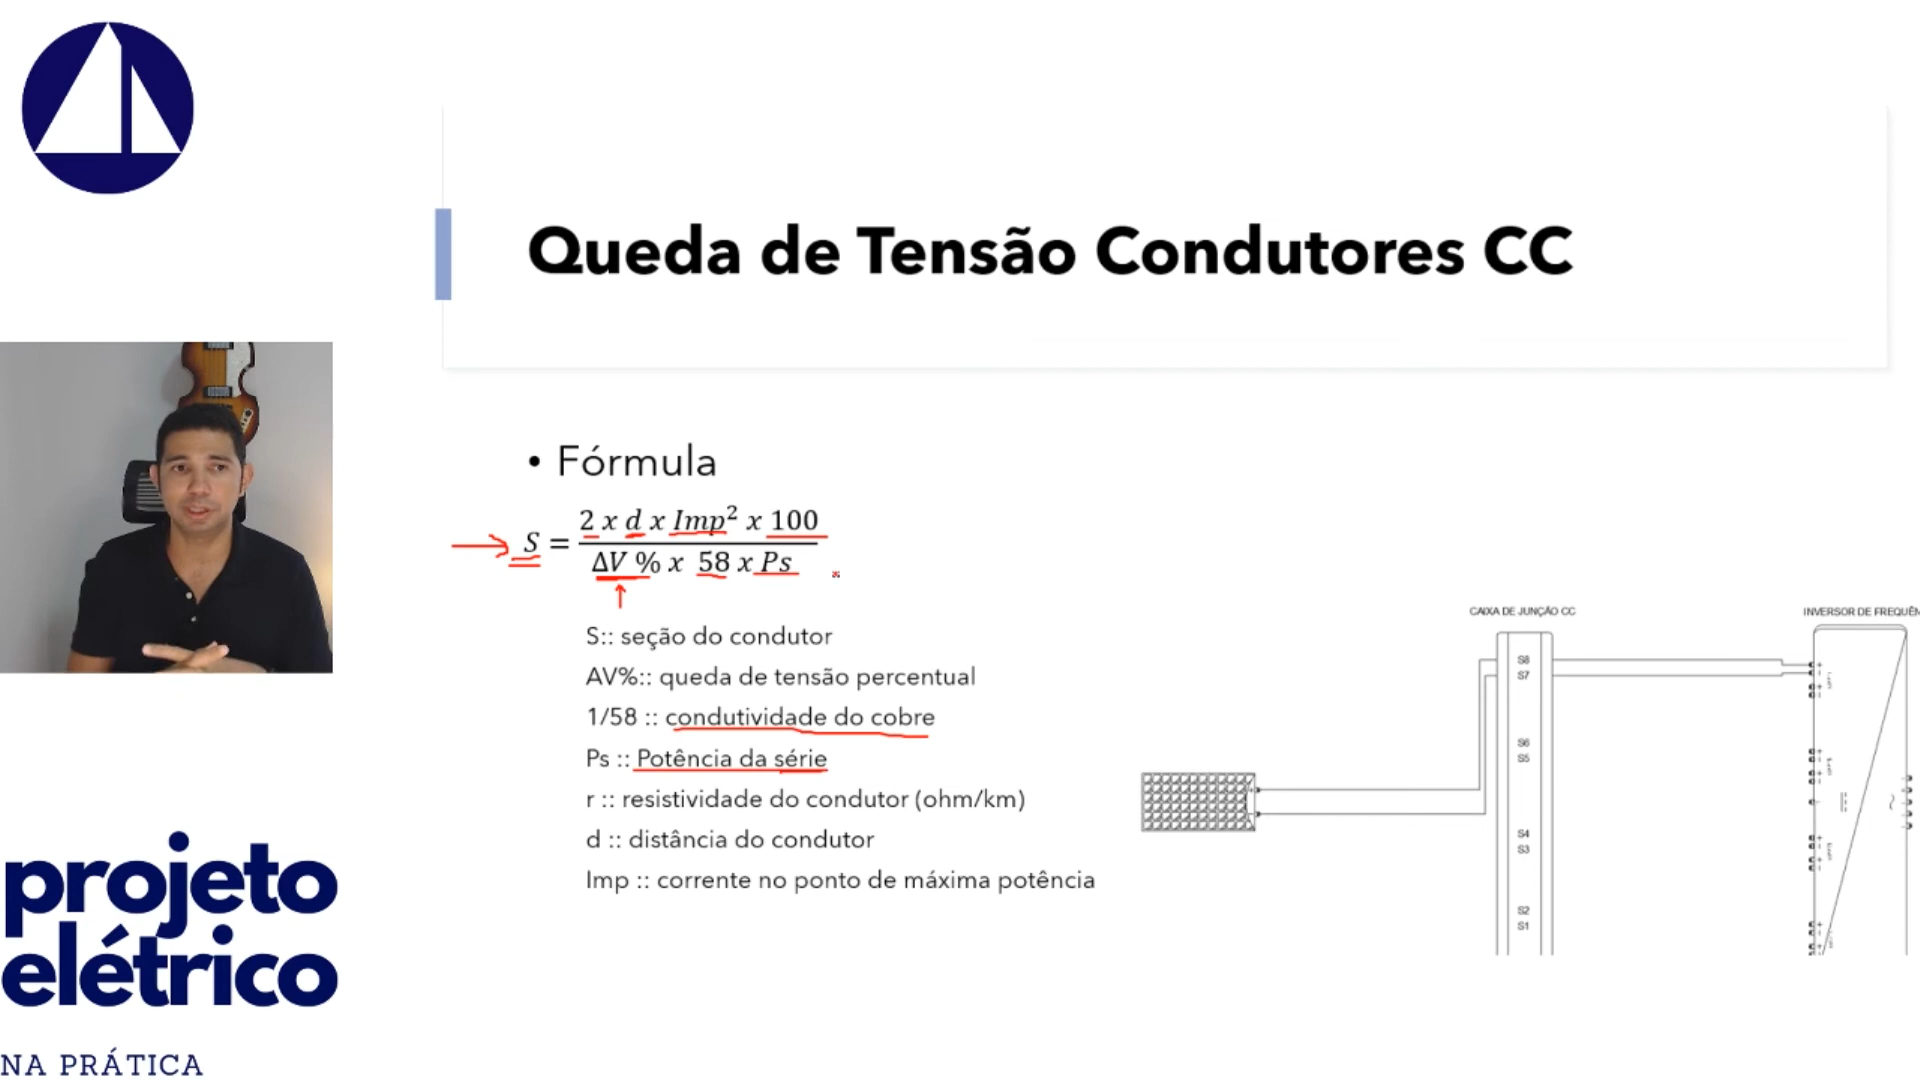 Queda de Tensão Condutores CC
• Fórmula
S = 2 x d x Imp² x 100 / ΔV % x 58 x Ps
S:: seção do condutor
AV%:: queda de tensão percentual
1/58 :: condutividade do cobre
Ps :: Potência da série
r :: resistividade do condutor (ohm/km)
d :: distância do condutor
Imp :: corrente no ponto de máxima potência
CAIXA DE JUNÇÃO CC
INVERSOR DE FREQUÊN
S8
S7
S6
S5
S4
S3
S2
S1
projeto
elétrico
NA PRÁTICA